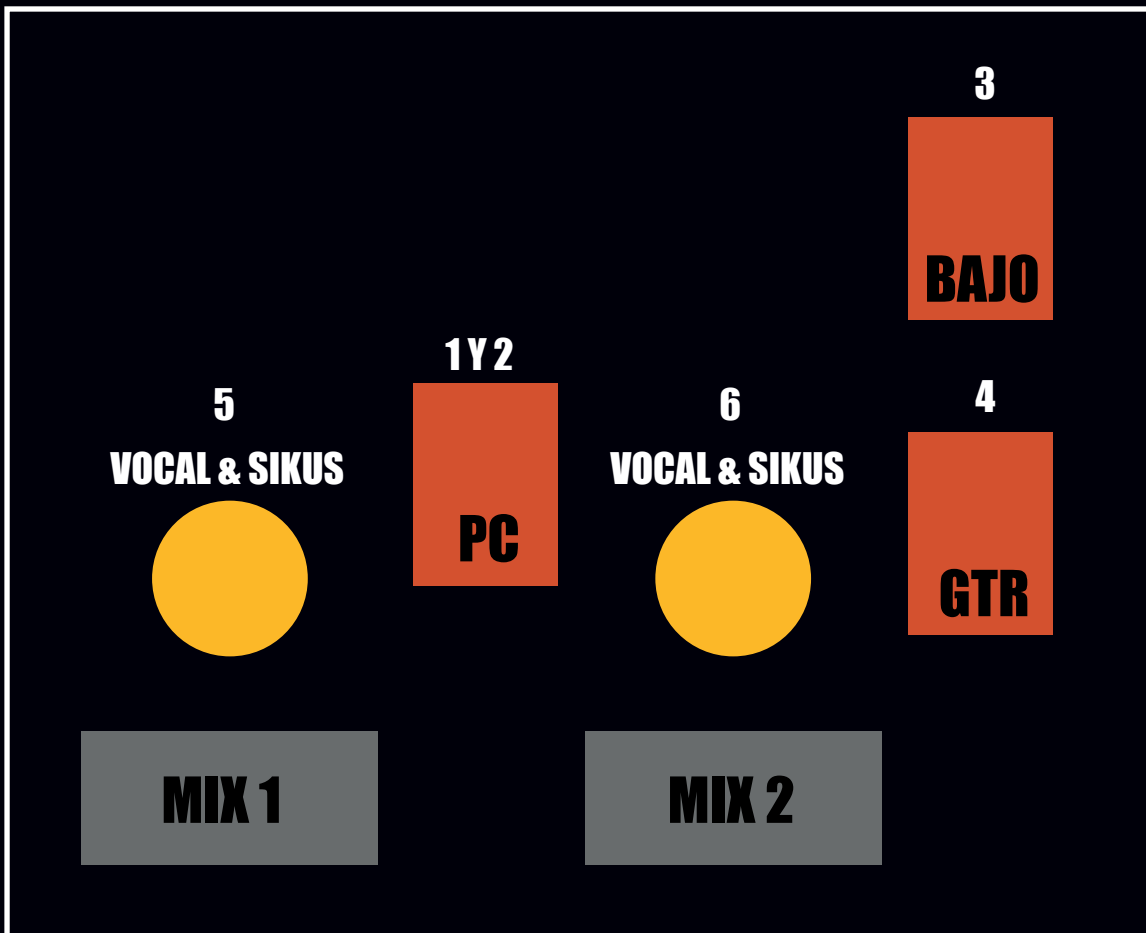 3
BAJO
1 Y 2
5
6
4
VOCAL & SIKUS
VOCAL & SIKUS
PC
GTR
MIX 1
MIX 2